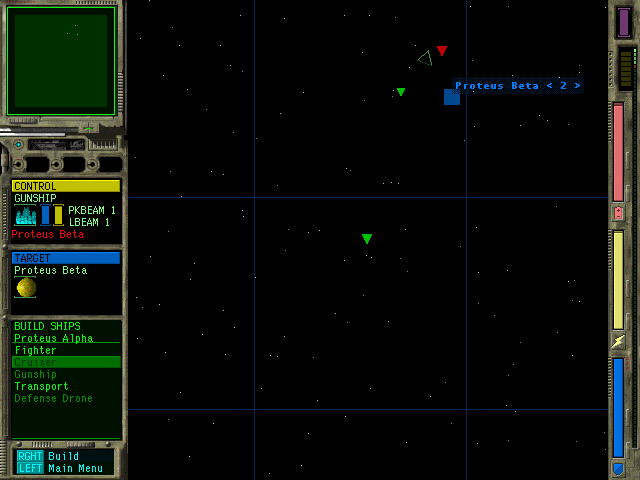 Proteus Beta < 2 >
CONTROL
GUNSHIP
PKBEAM 1
LBEAM 1
Proteus Beta
TARGET
Proteus Beta
BUILD SHIPS
Proteus Alpha
Fighter
Cruiser
Gunship
Transport
Defense Drone
RGHT Build
LEFT Main Menu